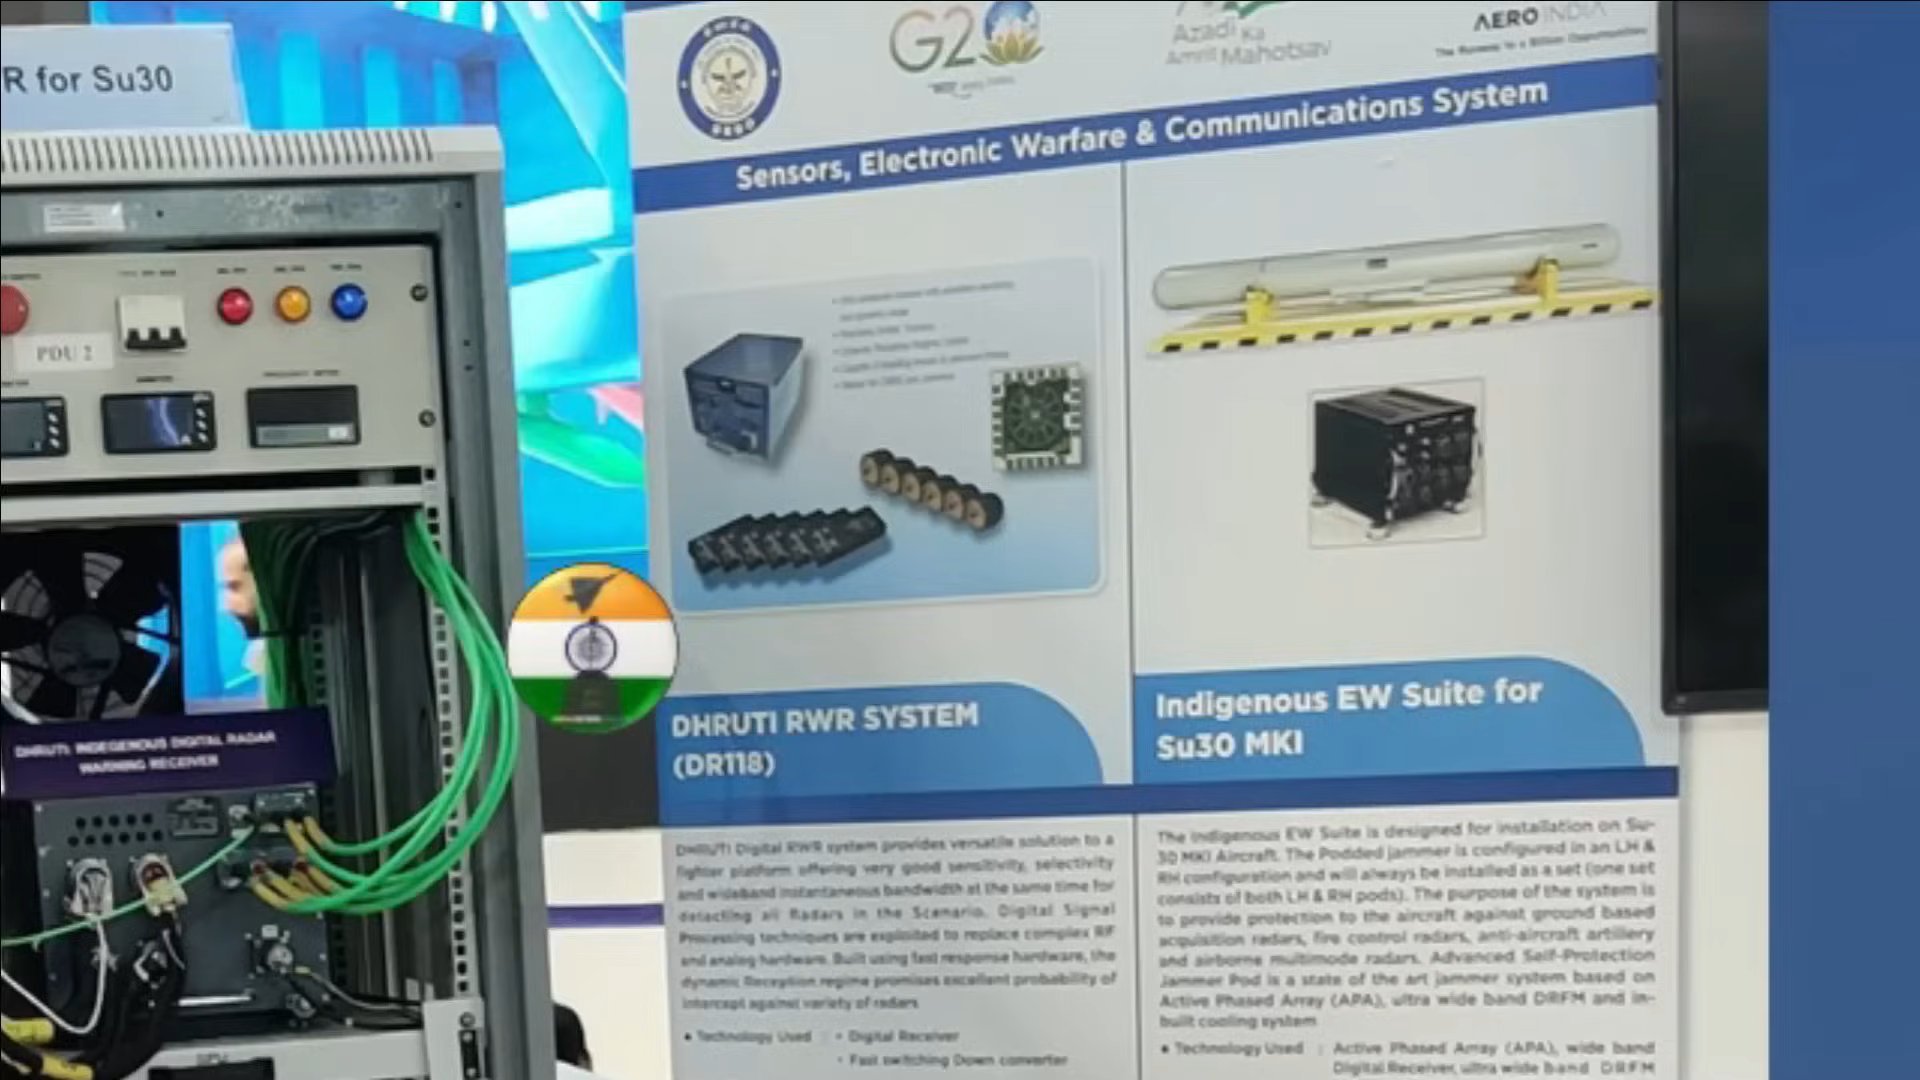 R for Su30
PDU 2
DHRUTI: INDEGENOUS DIGITAL RADAR
WARNING RECEIVER
DRDO
G2
Azadi Ka
Amrit Mahotsav
AERO INDIA
The Runway to a Billion Opportunities
Sensors, Electronic Warfare & Communications System
DHRUTI RWR SYSTEM
(DR118)
DHRUTI Digital RWR system provides versatile solution to a
fighter platform offering very good sensitivity, selectivity
and wideband instantaneous bandwidth at the same time for
detecting all Radars in the Scenario. Digital Signal
Processing techniques are exploited to replace complex RF
and analog hardware. Built using fast response hardware, the
dynamic Reception regime promises excellent probability of
intercept against variety of radars
• Technology Used : • Digital Receiver
• Fast switching Down converter
Indigenous EW Suite for
Su30 MKI
The Indigenous EW Suite is designed for installation on Su-
30 MKI Aircraft. The Podded jammer is configured in an LH &
RH configuration and will always be installed as a set (one set
consists of both LH & RH pods). The purpose of the system is
to provide protection to the aircraft against ground based
acquisition radars, fire control radars, anti-aircraft artillery
and airborne multimode radars. Advanced Self-Protection
Jammer Pod is a state of the art jammer system based on
Active Phased Array (APA), ultra wide band DRFM and in-
built cooling system
• Technology Used : Active Phased Array (APA), wide band
Digital Receiver, ultra wide band DRFM